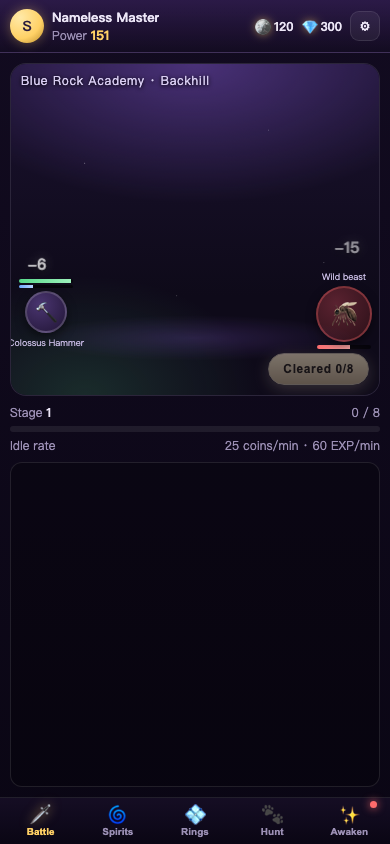 S
Nameless Master
Power 151
120
300
Blue Rock Academy · Backhill
–15
–6
Wild beast
Colossus Hammer
Cleared 0/8
Stage 1
0 / 8
Idle rate
25 coins/min · 60 EXP/min
Battle
Spirits
Rings
Hunt
Awaken